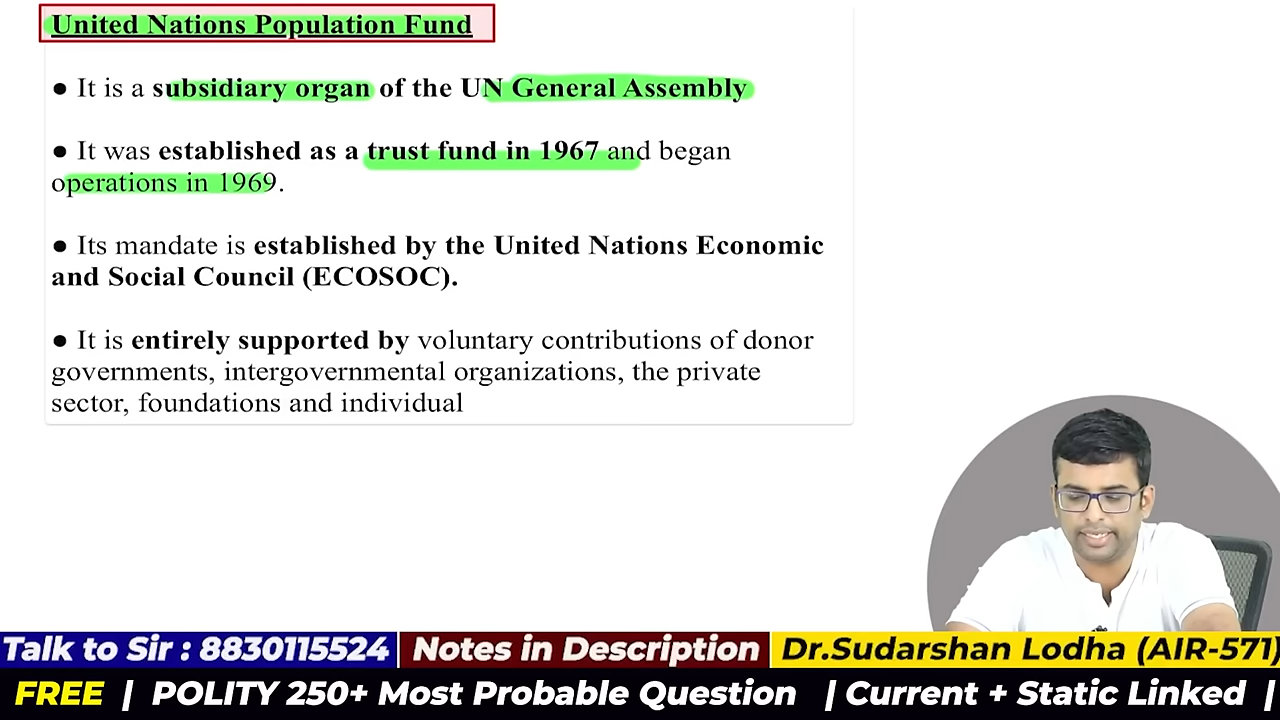 United Nations Population Fund
● It is a subsidiary organ of the UN General Assembly
● It was established as a trust fund in 1967 and began
operations in 1969.
● Its mandate is established by the United Nations Economic
and Social Council (ECOSOC).
● It is entirely supported by voluntary contributions of donor
governments, intergovernmental organizations, the private
sector, foundations and individual
Talk to Sir : 8830115524 Notes in Description Dr.Sudarshan Lodha (AIR-571)
FREE | POLITY 250+ Most Probable Question | Current + Static Linked |